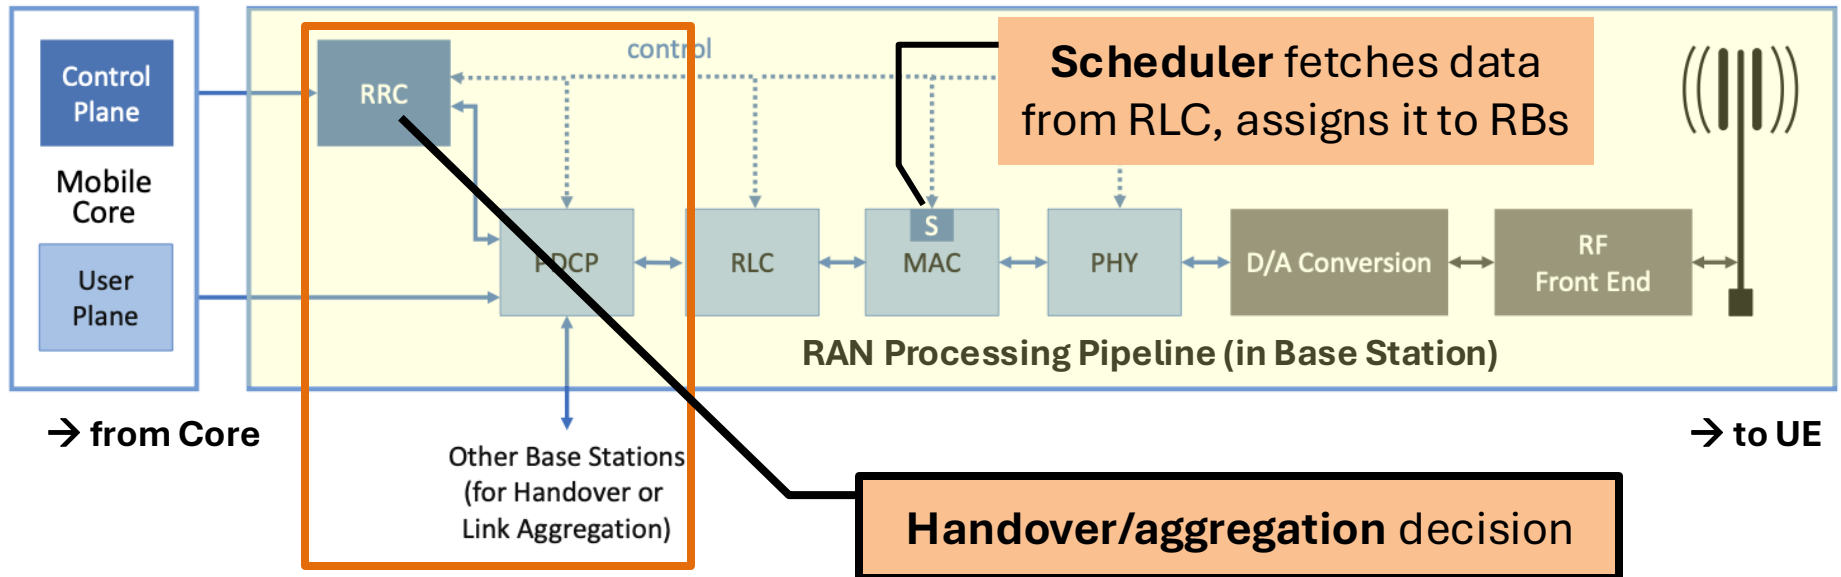 Control
Plane
Mobile
Core
User
Plane
RRC
control
Scheduler fetches data
from RLC, assigns it to RBs
PDCP
RLC
S
MAC
PHY
D/A Conversion
RF
Front End
RAN Processing Pipeline (in Base Station)
→ from Core
→ to UE
Other Base Stations
(for Handover or
Link Aggregation)
Handover/aggregation decision